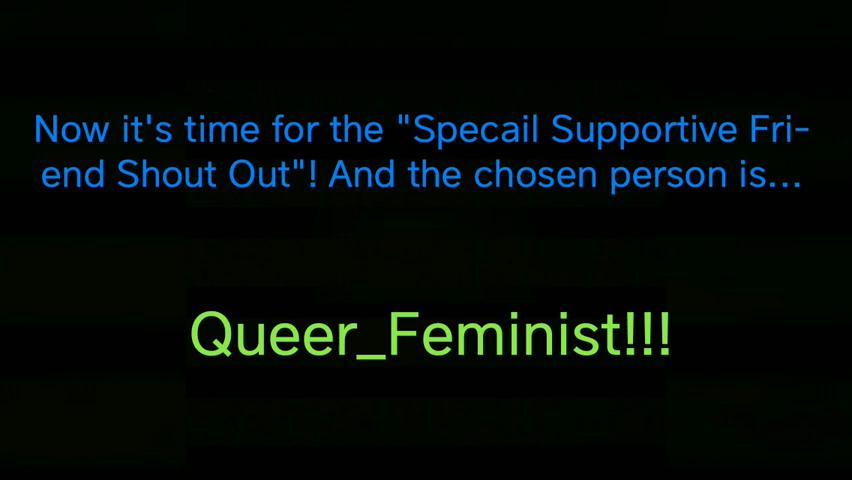 Now it's time for the "Specail Supportive Fri-
end Shout Out"! And the chosen person is...
Queer_Feminist!!!